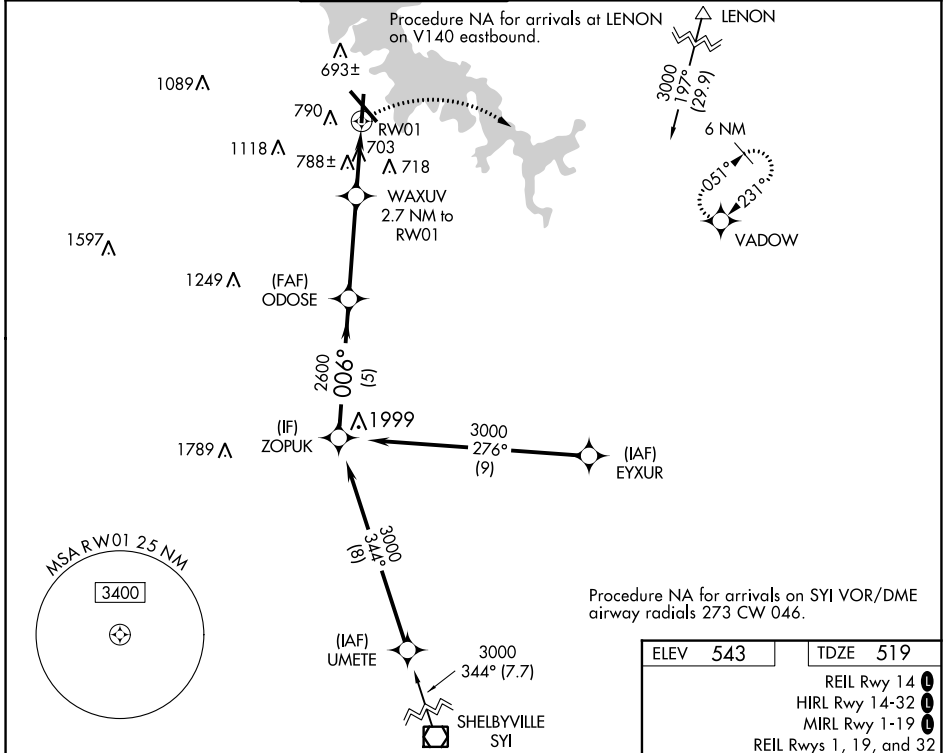 Procedure NA for arrivals at LENON
on V140 eastbound.
LENON
3000
197°
(29.9)
6 NM
051°
231°
VADOW
693±
1089
790
RW01
1118
703
788±
718
WAXUV
2.7 NM to
RW01
1597
1249
(FAF)
ODOSE
2600
006°
(5)
(IF)
ZOPUK
1999
1789
3000
276°
(9)
(IAF)
EYXUR
3000
344°
(8)
MSA RW01 25 NM
3400
Procedure NA for arrivals on SYI VOR/DME
airway radials 273 CW 046.
(IAF)
UMETE
3000
344° (7.7)
SHELBYVILLE
SYI
ELEV 543
TDZE 519
REIL Rwy 14 L
HIRL Rwy 14-32 L
MIRL Rwy 1-19 L
REIL Rwys 1, 19, and 32